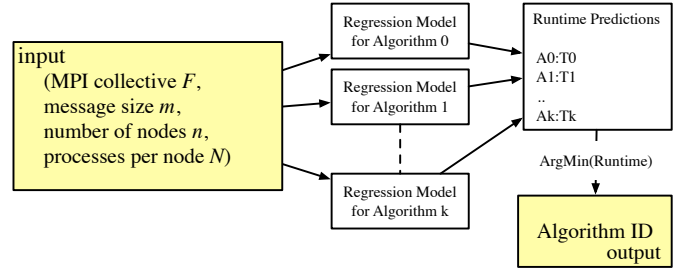 input
(MPI collective F,
message size m,
number of nodes n,
processes per node N)
Regression Model
for Algorithm 0
Regression Model
for Algorithm 1
Regression Model
for Algorithm k
Runtime Predictions
A0:T0
A1:T1
..
Ak:Tk
ArgMin(Runtime)
Algorithm ID
output